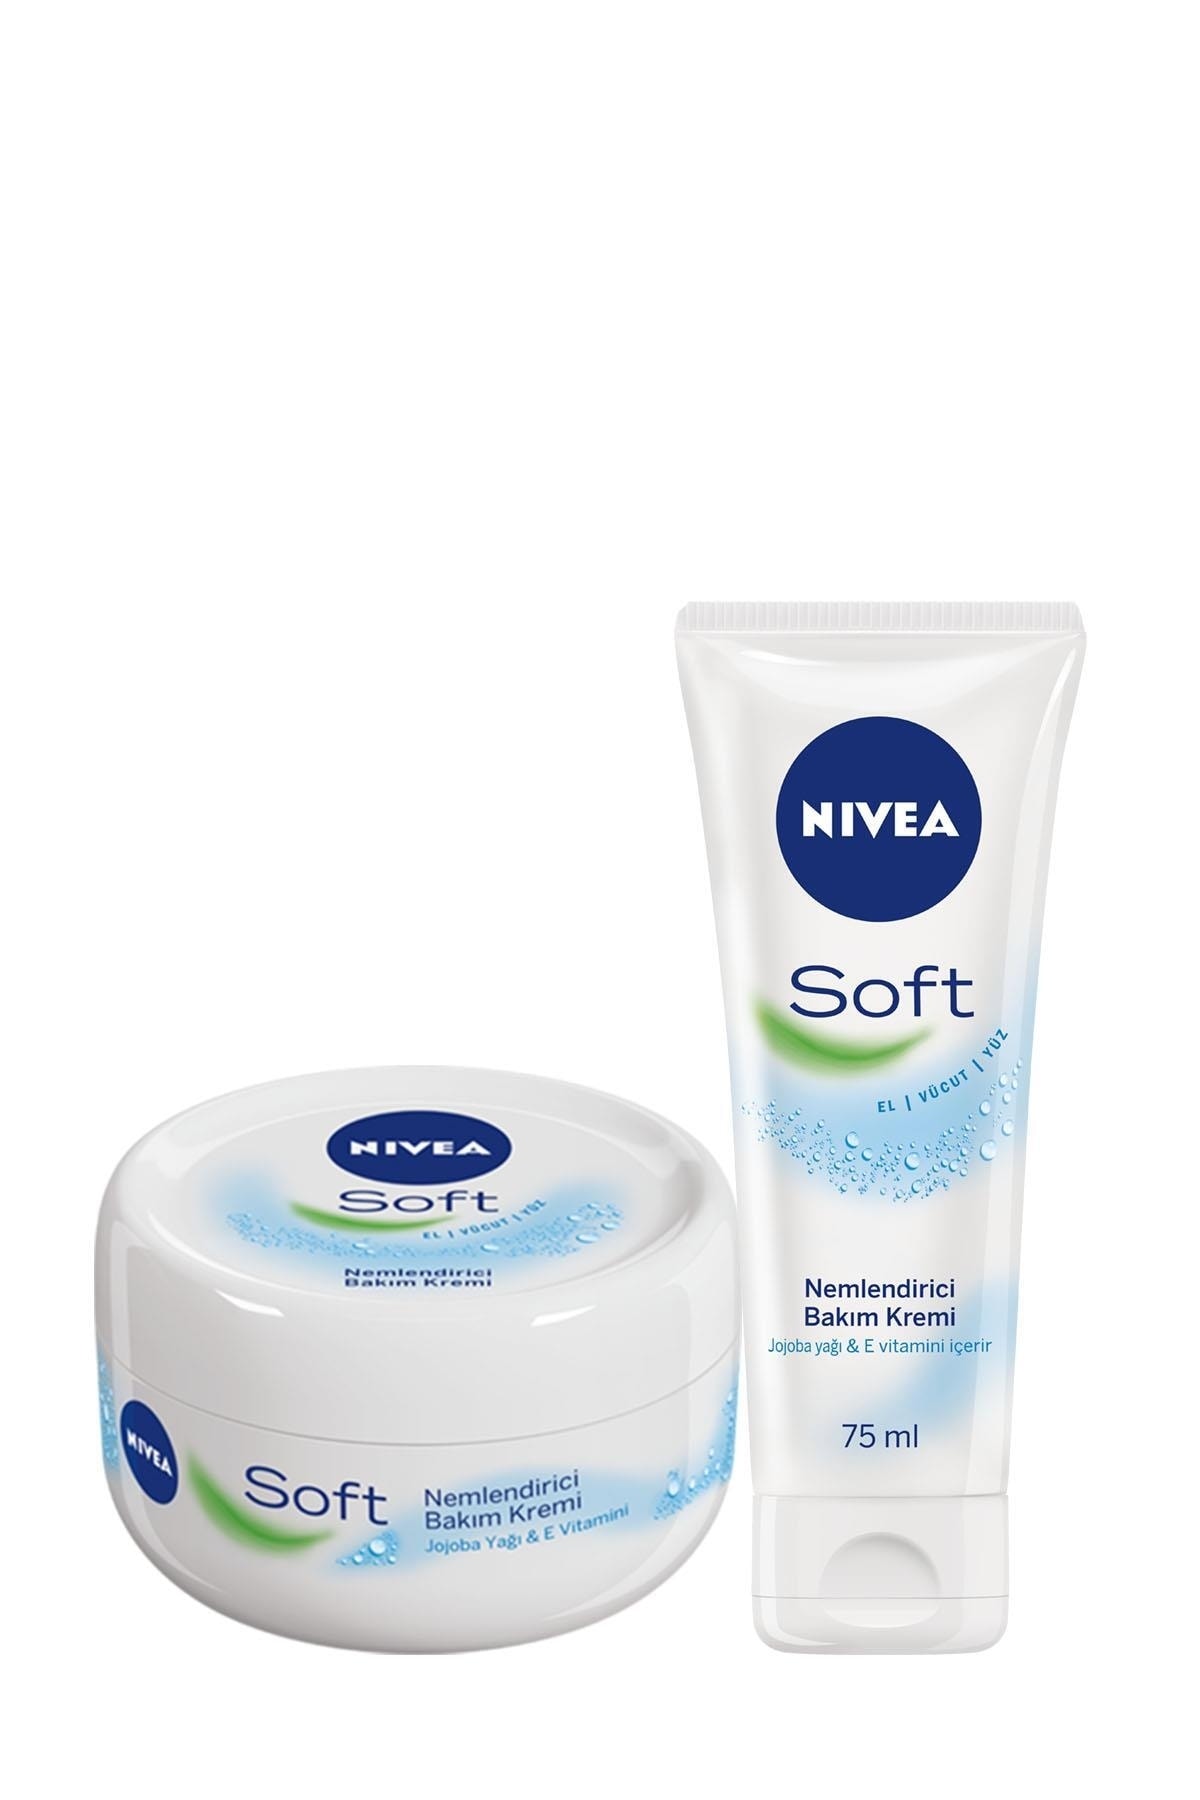 NIVEA
Soft
EL | VÜCUT | YÜZ
Nemlendirici
Bakım Kremi
Jojoba yağı & E vitamini içerir
75 ml
NIVEA
Soft
EL | VÜCUT | YÜZ
Nemlendirici
Bakım Kremi
NIVEA
Soft
Nemlendirici
Bakım Kremi
Jojoba Yağı & E Vitamini